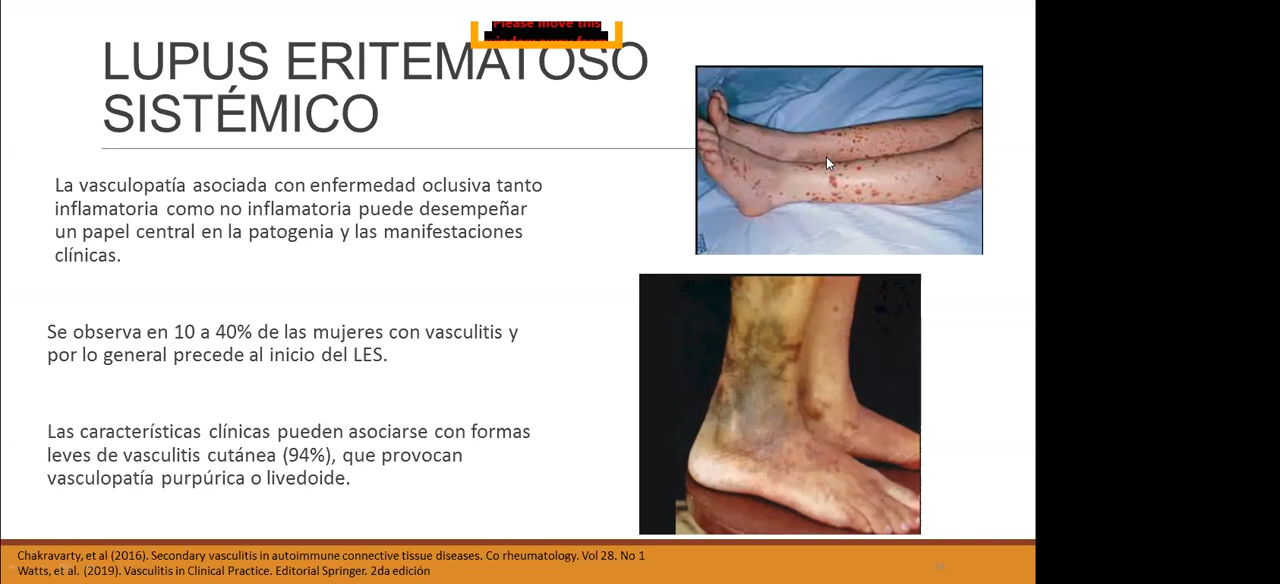 Please move this
LUPUS ERITEMATOSO
SISTÉMICO
La vasculopatía asociada con enfermedad oclusiva tanto
inflamatoria como no inflamatoria puede desempeñar
un papel central en la patogenia y las manifestaciones
clínicas.
Se observa en 10 a 40% de las mujeres con vasculitis y
por lo general precede al inicio del LES.
Las características clínicas pueden asociarse con formas
leves de vasculitis cutánea (94%), que provocan
vasculopatía purpúrica o livedoide.
Chakravarty, et al (2016). Secondary vasculitis in autoimmune connective tissue diseases. Co rheumatology. Vol 28. No 1
Watts, et al. (2019). Vasculitis in Clinical Practice. Editorial Springer. 2da edición